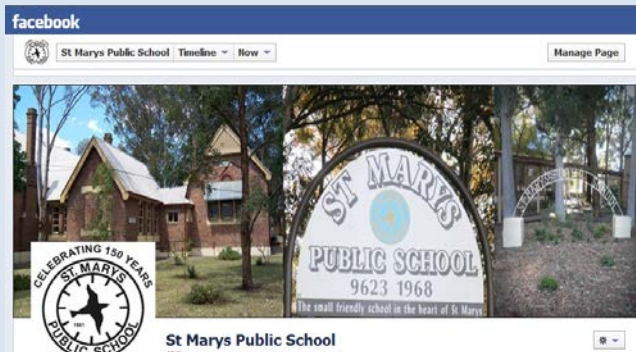 facebook
St Marys Public School Timeline Now
Manage Page
ST MARYS
PUBLIC SCHOOL
9623 1968
The small friendly school in the heart of St Marys
CELEBRATING 150 YEARS
ST. MARYS
1861
PUBLIC SCHOOL
St Marys Public School